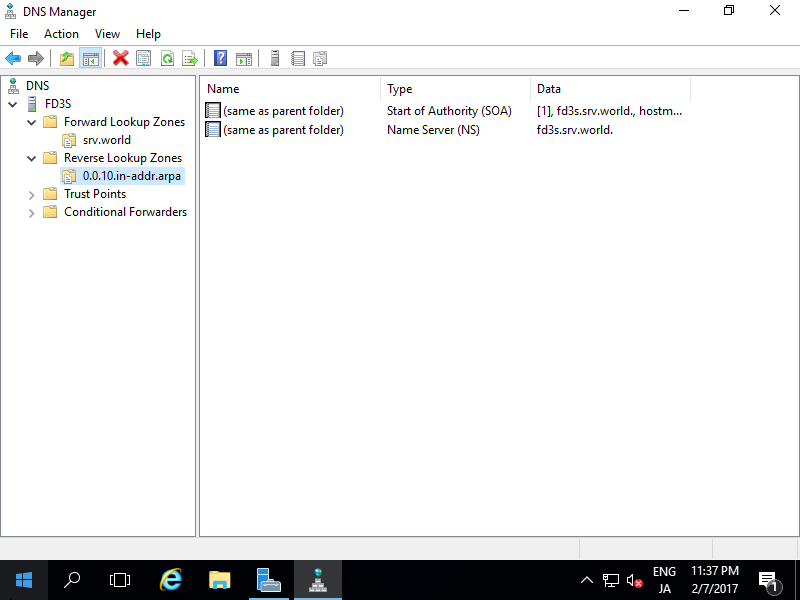 DNS Manager
File Action View Help
DNS
FD3S
Forward Lookup Zones
srv.world
Reverse Lookup Zones
0.0.10.in-addr.arpa
Trust Points
Conditional Forwarders
Name Type Data
(same as parent folder) Start of Authority (SOA) [1], fd3s.srv.world., hostm...
(same as parent folder) Name Server (NS) fd3s.srv.world.
ENG 11:37 PM
JA 2/7/2017
1